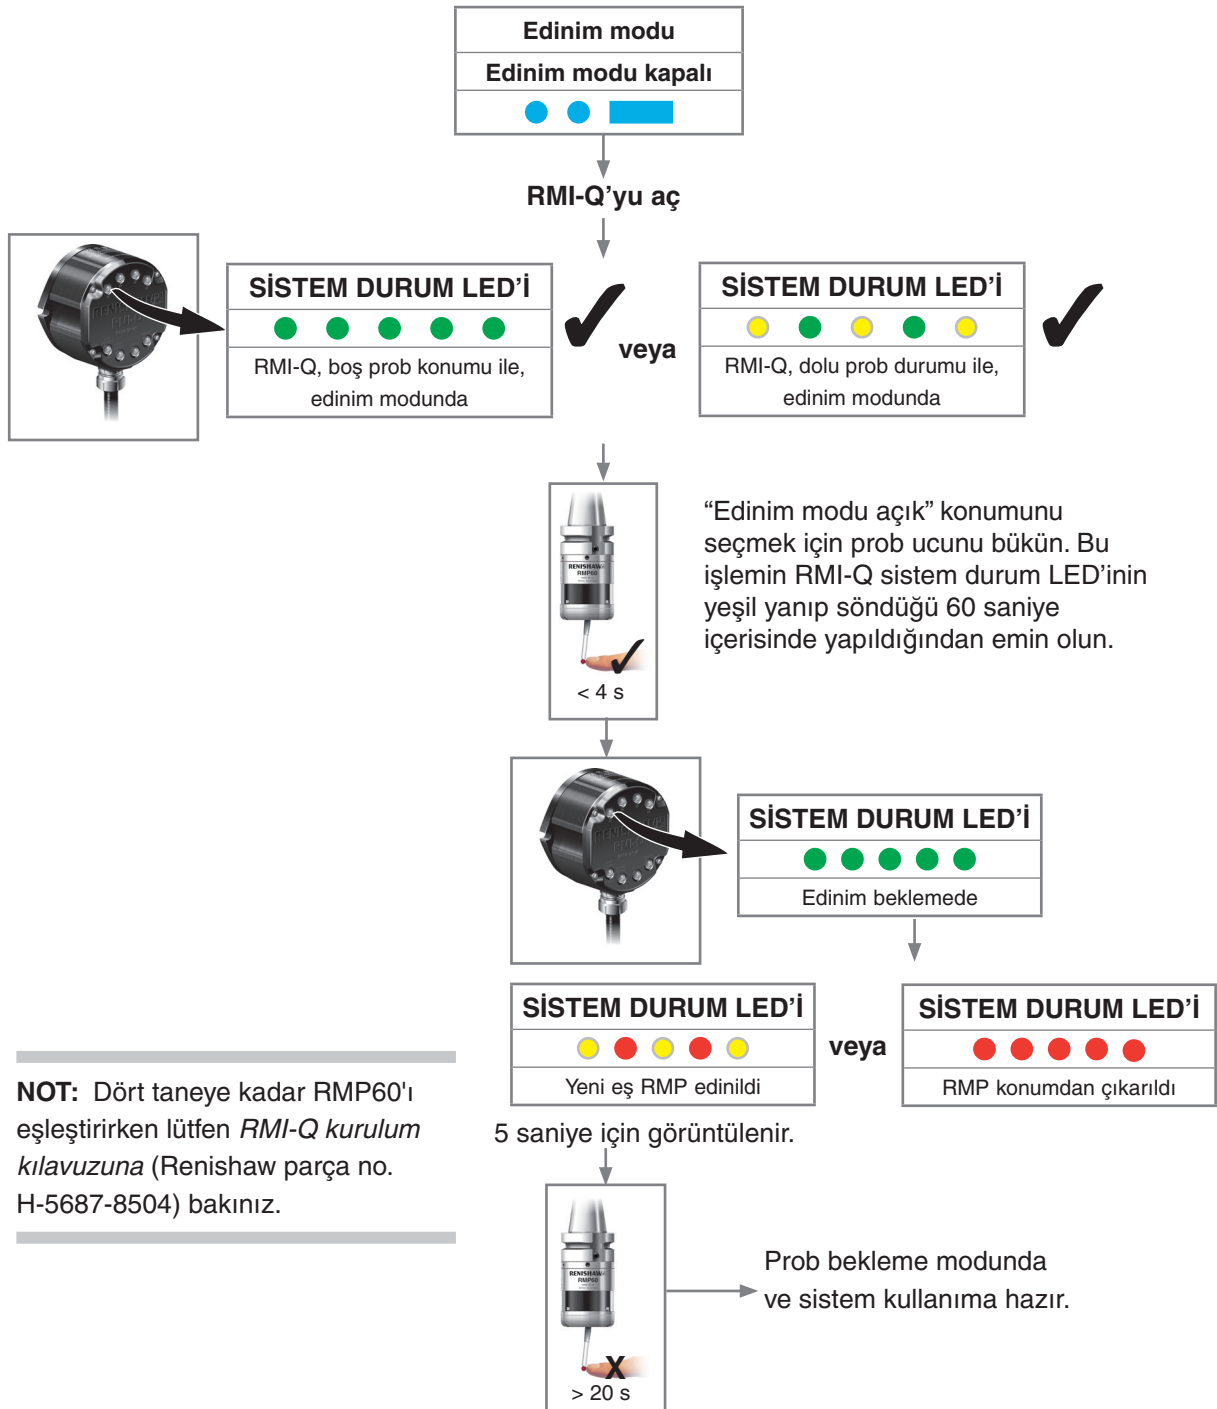 Edinim modu
Edinim modu kapalı
RMI-Q’yu aç
SİSTEM DURUM LED’İ
RMI-Q, boş prob konumu ile,
edinim modunda
veya
SİSTEM DURUM LED’İ
RMI-Q, dolu prob durumu ile,
edinim modunda
RENISHAW
RMP60
< 4 s
“Edinim modu açık” konumunu
seçmek için prob ucunu bükün. Bu
işlemin RMI-Q sistem durum LED’inin
yeşil yanıp söndüğü 60 saniye
içerisinde yapıldığından emin olun.
SİSTEM DURUM LED’İ
Edinim beklemede
SİSTEM DURUM LED’İ
Yeni eş RMP edinildi
veya
SİSTEM DURUM LED’İ
RMP konumdan çıkarıldı
5 saniye için görüntülenir.
NOT: Dört taneye kadar RMP60'ı
eşleştirirken lütfen RMI-Q kurulum
kılavuzuna (Renishaw parça no.
H-5687-8504) bakınız.
RENISHAW
RMP60
X
> 20 s
Prob bekleme modunda
ve sistem kullanıma hazır.